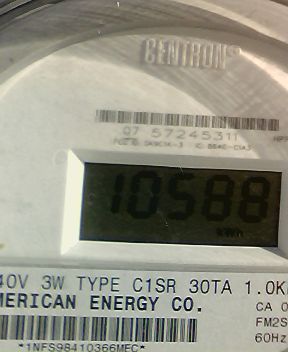 CENTRON®
07 57245311
10588
kWh
40V 3W TYPE C1SR 30TA 1.0K
MERICAN ENERGY CO.
CA 0
FM2S
60Hz
*1NFS98410366MEC*